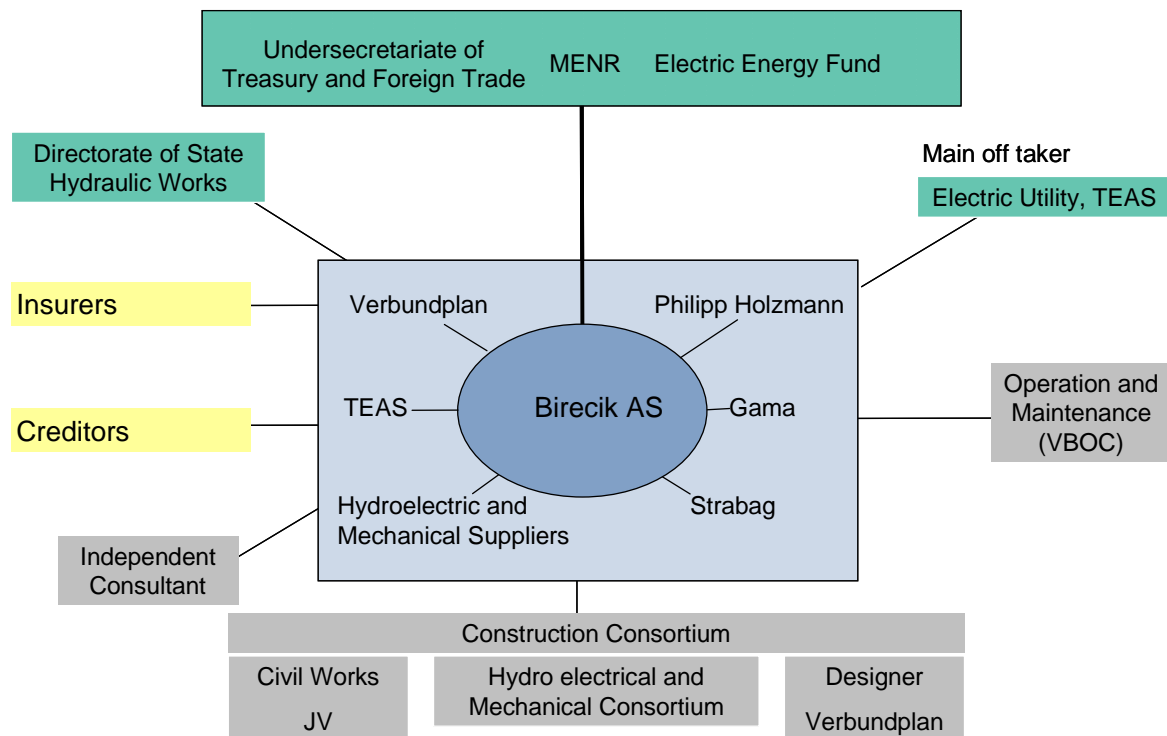 Undersecretariate of
Treasury and Foreign Trade
MENR
Electric Energy Fund
Directorate of State
Hydraulic Works
Main off taker
Electric Utility, TEAS
Insurers
Verbundplan
Philipp Holzmann
TEAS
Birecik AS
Gama
Operation and
Maintenance
(VBOC)
Creditors
Hydroelectric and
Mechanical Suppliers
Strabag
Independent
Consultant
Construction Consortium
Civil Works
JV
Hydro electrical and
Mechanical Consortium
Designer
Verbundplan